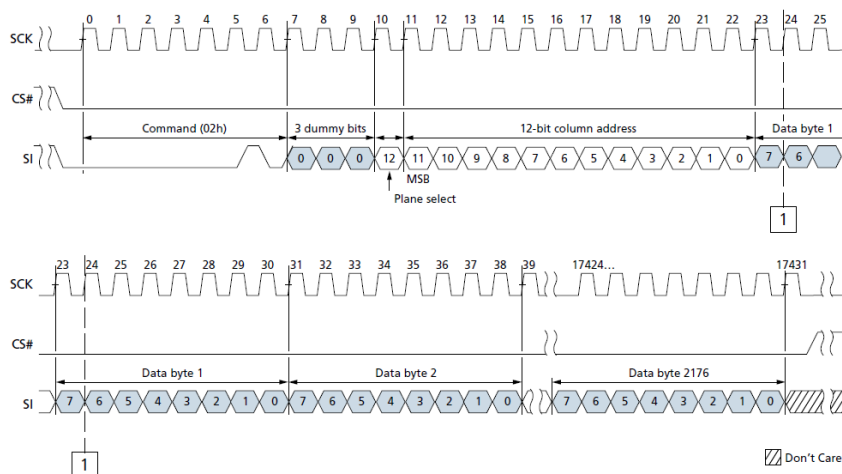 0 1 2 3 4 5 6 7 8 9 10 11 12 13 14 15 16 17 18 19 20 21 22 23 24 25
SCK
CS#
Command (02h) 3 dummy bits 12-bit column address Data byte 1
SI 0 0 0 12 11 10 9 8 7 6 5 4 3 2 1 0 7 6
MSB
Plane select
1
23 24 25 26 27 28 29 30 31 32 33 34 35 36 37 38 39 17424... 17431
SCK
CS#
Data byte 1 Data byte 2 Data byte 2176
SI 7 6 5 4 3 2 1 0 7 6 5 4 3 2 1 0 7 6 5 4 3 2 1 0
1
Don't Care